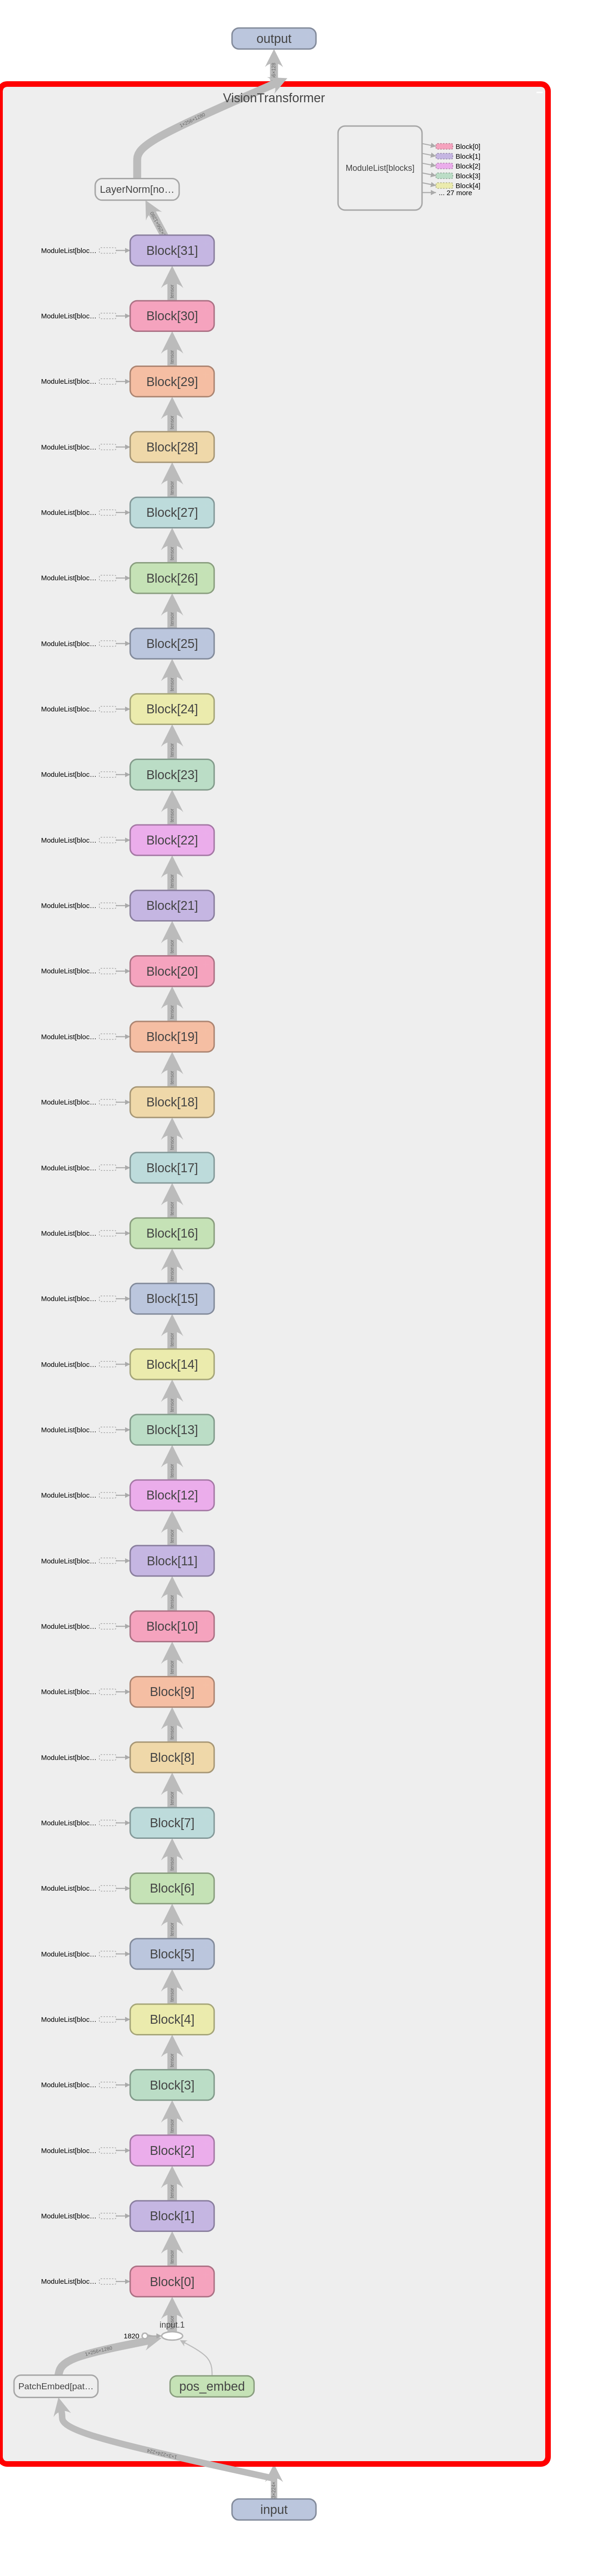 output
VisionTransformer
ModuleList[blocks]
Block[0]
Block[1]
Block[2]
Block[3]
Block[4]
... 27 more
LayerNorm[no...
ModuleList[bloc...
Block[31]
ModuleList[bloc...
Block[30]
ModuleList[bloc...
Block[29]
ModuleList[bloc...
Block[28]
ModuleList[bloc...
Block[27]
ModuleList[bloc...
Block[26]
ModuleList[bloc...
Block[25]
ModuleList[bloc...
Block[24]
ModuleList[bloc...
Block[23]
ModuleList[bloc...
Block[22]
ModuleList[bloc...
Block[21]
ModuleList[bloc...
Block[20]
ModuleList[bloc...
Block[19]
ModuleList[bloc...
Block[18]
ModuleList[bloc...
Block[17]
ModuleList[bloc...
Block[16]
ModuleList[bloc...
Block[15]
ModuleList[bloc...
Block[14]
ModuleList[bloc...
Block[13]
ModuleList[bloc...
Block[12]
ModuleList[bloc...
Block[11]
ModuleList[bloc...
Block[10]
ModuleList[bloc...
Block[9]
ModuleList[bloc...
Block[8]
ModuleList[bloc...
Block[7]
ModuleList[bloc...
Block[6]
ModuleList[bloc...
Block[5]
ModuleList[bloc...
Block[4]
ModuleList[bloc...
Block[3]
ModuleList[bloc...
Block[2]
ModuleList[bloc...
Block[1]
ModuleList[bloc...
Block[0]
input.1
1820
PatchEmbed[pat...
pos_embed
input